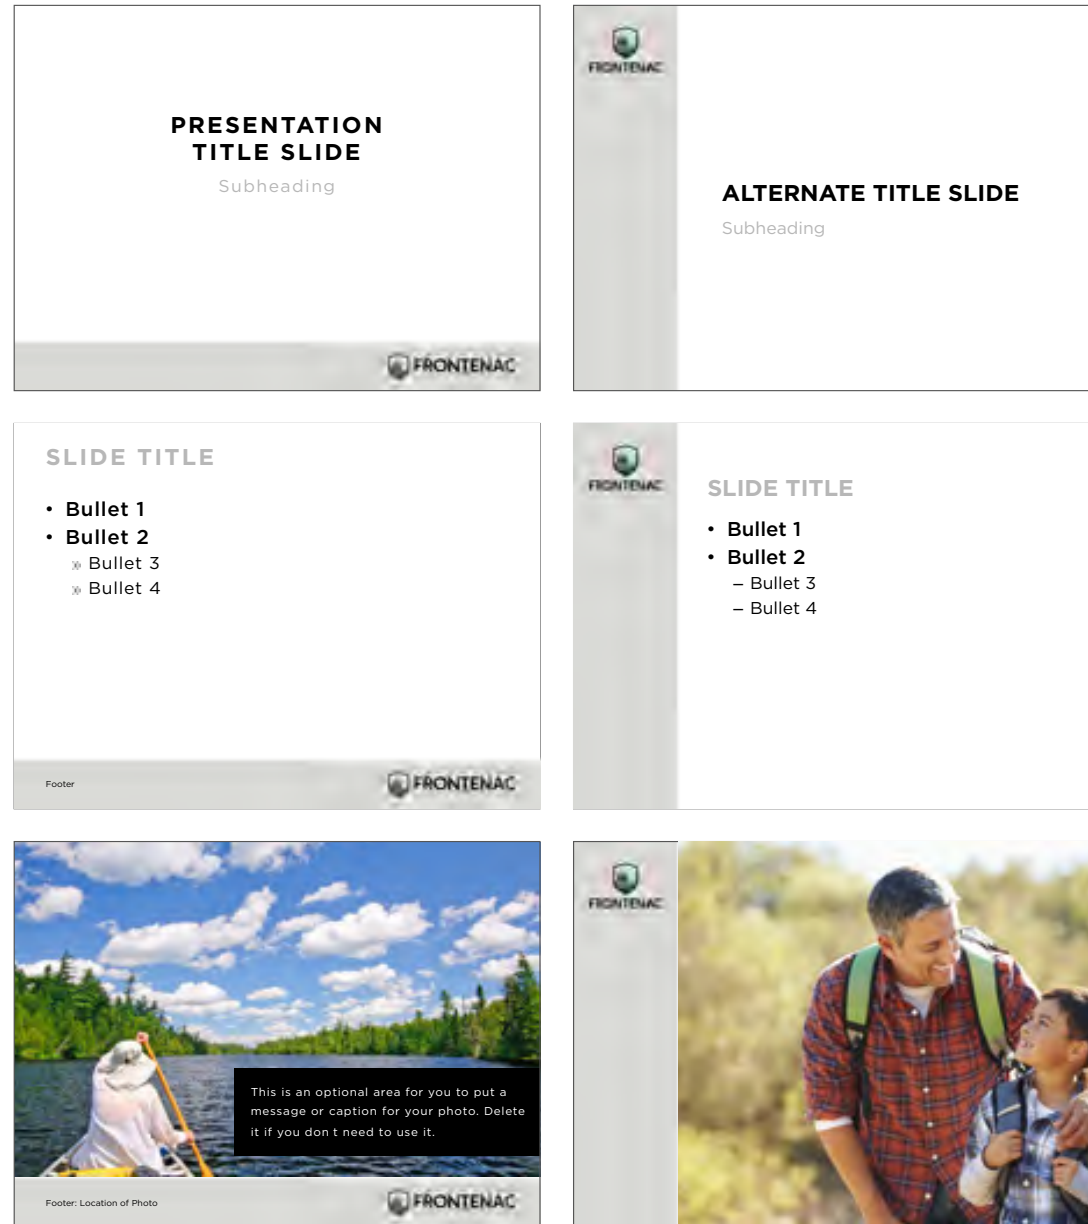 PRESENTATION
TITLE SLIDE
Subheading
FRONTENAC
FRONTENAC
ALTERNATE TITLE SLIDE
Subheading
SLIDE TITLE
• Bullet 1
• Bullet 2
Bullet 3
Bullet 4
Footer
FRONTENAC
FRONTENAC
SLIDE TITLE
• Bullet 1
• Bullet 2
– Bullet 3
– Bullet 4
This is an optional area for you to put a
message or caption for your photo. Delete
it if you don t need to use it.
Footer: Location of Photo
FRONTENAC
FRONTENAC